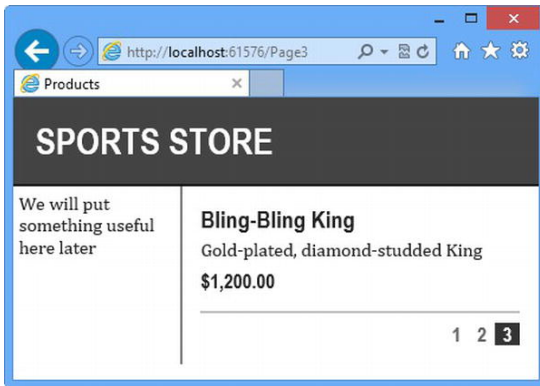 http://localhost:61576/Page3
Products
SPORTS STORE
We will put
something useful
here later
Bling-Bling King
Gold-plated, diamond-studded King
$1,200.00
1 2 3